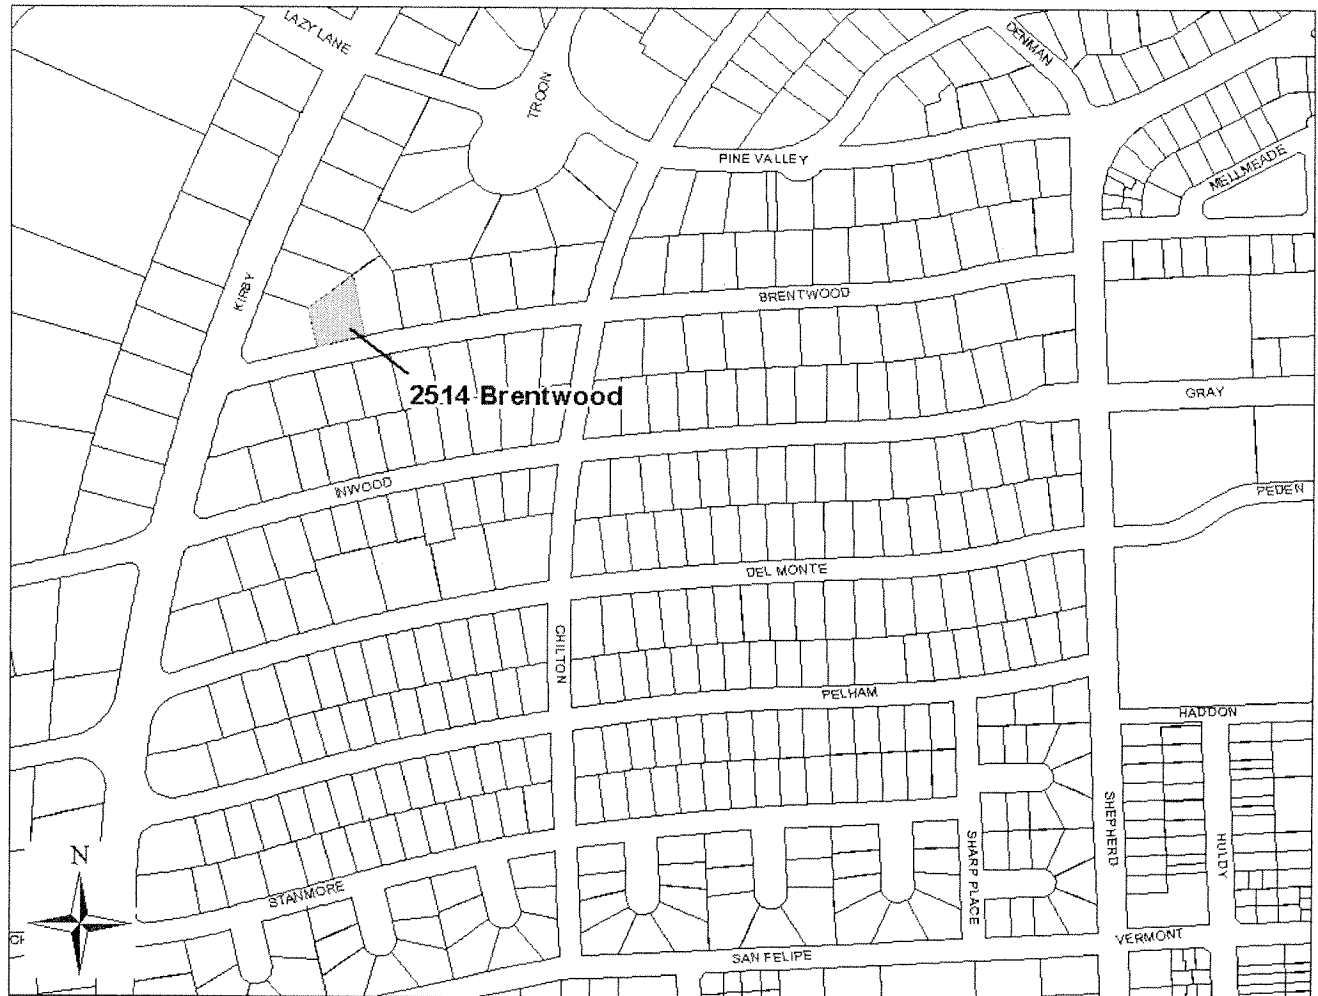 LAZY LANE
TROON
DENMAN
PINE VALLEY
MELLMEADE
KIRBY
BRENTWOOD
2514 Brentwood
GRAY
INWOOD
PEDEN
DEL MONTE
CHILTON
PELHAM
HADDON
SHEPHERD
HULDY
SHARP PLACE
N
STANMORE
VERMONT
SAN FELIPE